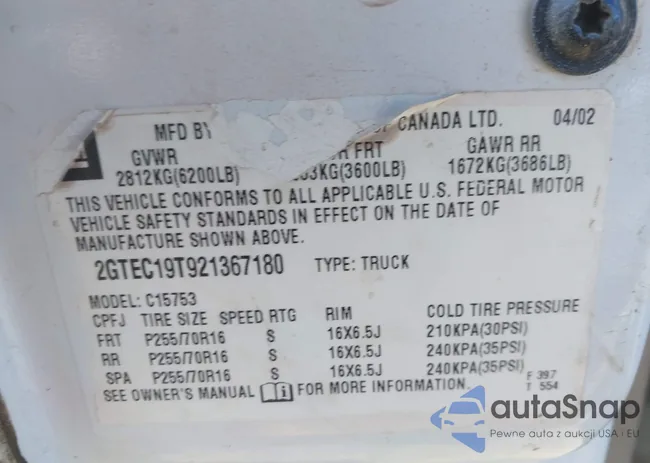 MFD BY CANADA LTD. 04/02
GVWR FRT GAWR RR
2812KG(6200LB) 3KG(3600LB) 1672KG(3686LB)
THIS VEHICLE CONFORMS TO ALL APPLICABLE U.S. FEDERAL MOTOR
VEHICLE SAFETY STANDARDS IN EFFECT ON THE DATE OF
MANUFACTURE SHOWN ABOVE.
2GTEC19T921367180 TYPE: TRUCK
MODEL: C15753
CPFJ TIRE SIZE SPEED RTG RIM COLD TIRE PRESSURE
FRT P255/70R16 S 16X6.5J 210KPA(30PSI)
RR P255/70R16 S 16X6.5J 240KPA(35PSI)
SPA P255/70R16 S 16X6.5J 240KPA(35PSI)
F 397
T 554
SEE OWNER'S MANUAL FOR MORE INFORMATION.
autaSnap
Pewne auta z aukcji USA i EU